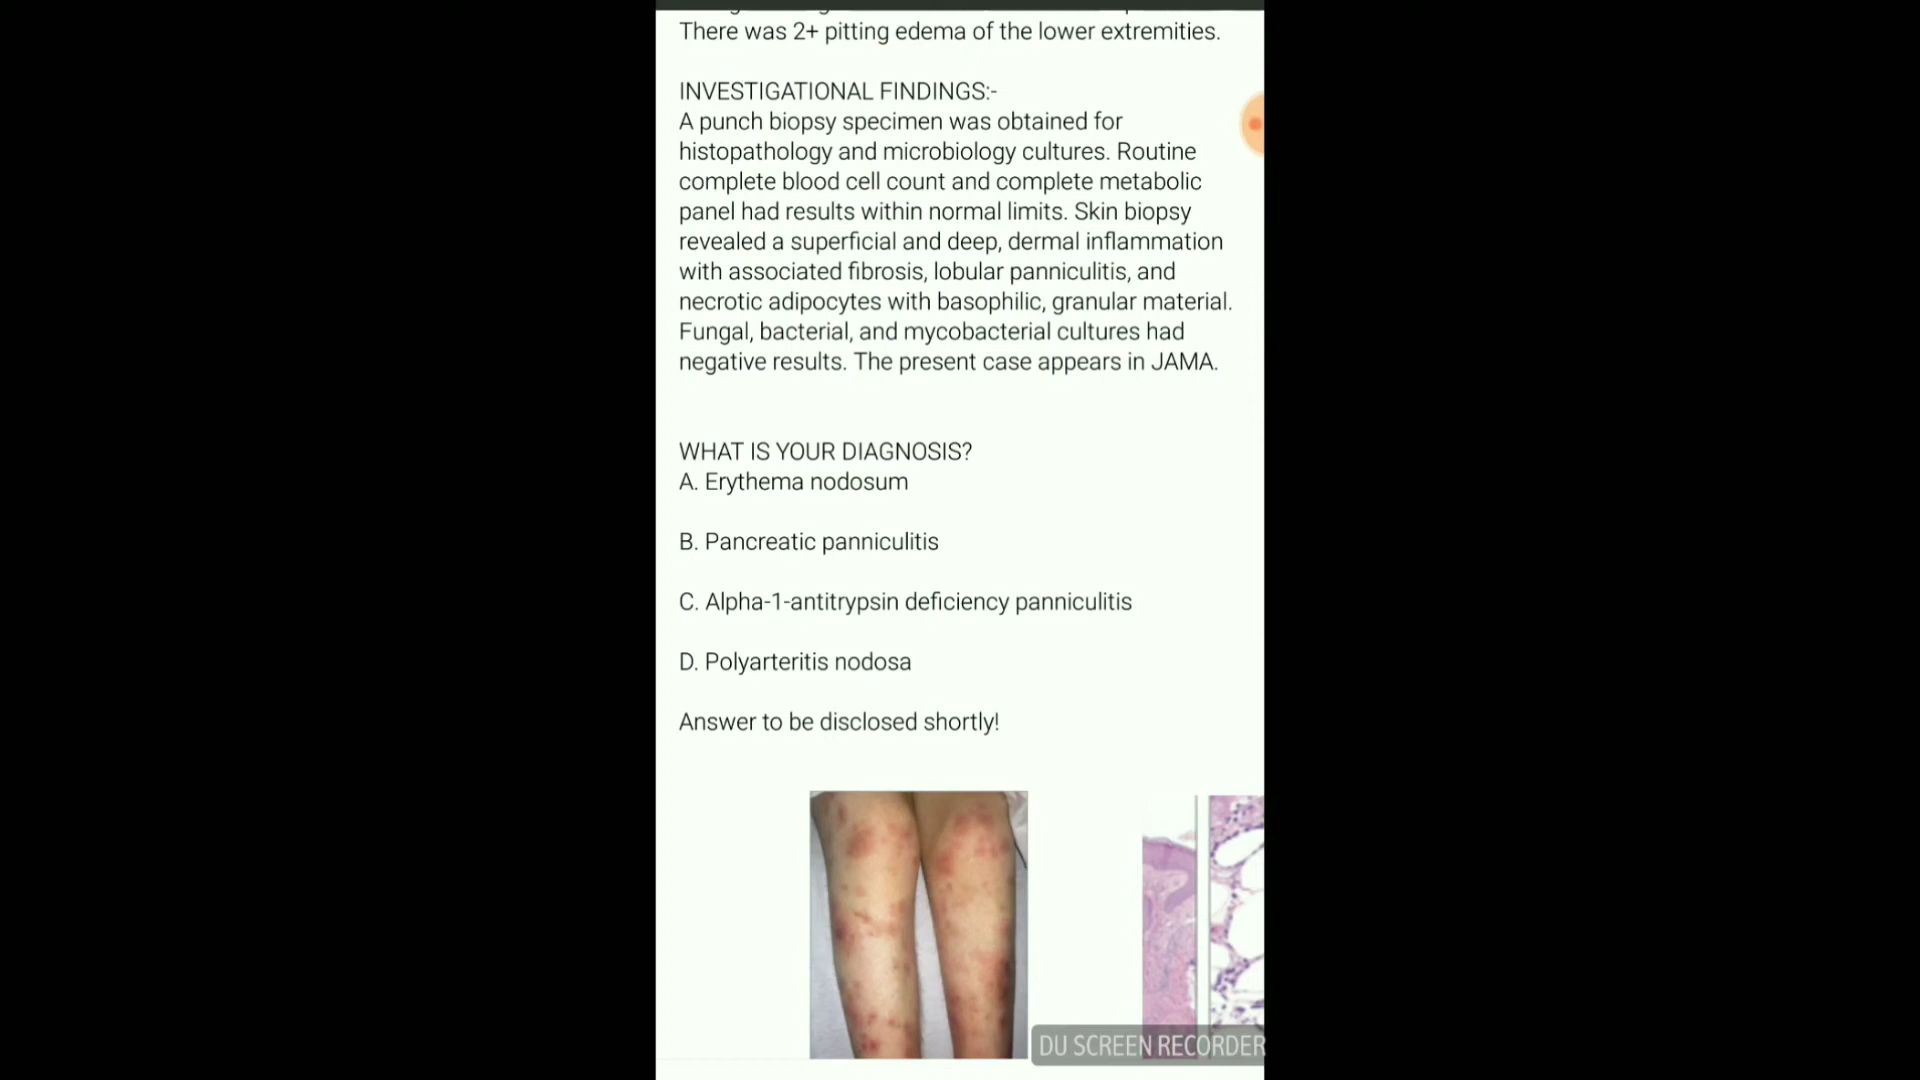 There was 2+ pitting edema of the lower extremities.
INVESTIGATIONAL FINDINGS:-
A punch biopsy specimen was obtained for
histopathology and microbiology cultures. Routine
complete blood cell count and complete metabolic
panel had results within normal limits. Skin biopsy
revealed a superficial and deep, dermal inflammation
with associated fibrosis, lobular panniculitis, and
necrotic adipocytes with basophilic, granular material.
Fungal, bacterial, and mycobacterial cultures had
negative results. The present case appears in JAMA.
WHAT IS YOUR DIAGNOSIS?
A. Erythema nodosum
B. Pancreatic panniculitis
C. Alpha-1-antitrypsin deficiency panniculitis
D. Polyarteritis nodosa
Answer to be disclosed shortly!
DU SCREEN RECORDER